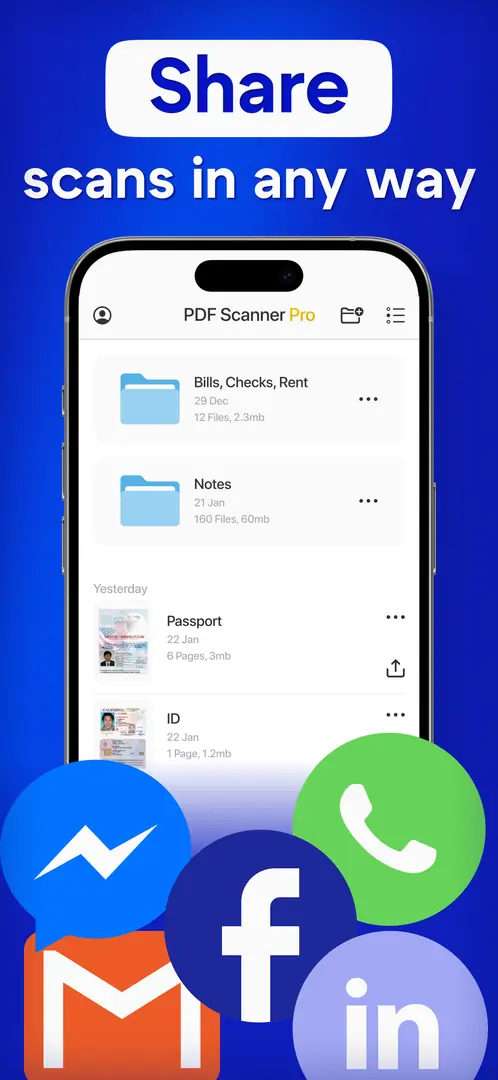 Share
scans in any way
PDF Scanner Pro
Bills, Checks, Rent
29 Dec
12 Files, 2.3mb
Notes
21 Jan
160 Files, 60mb
Yesterday
Passport
22 Jan
6 Pages, 3mb
ID
22 Jan
1 Page, 1.2mb
f
M
in